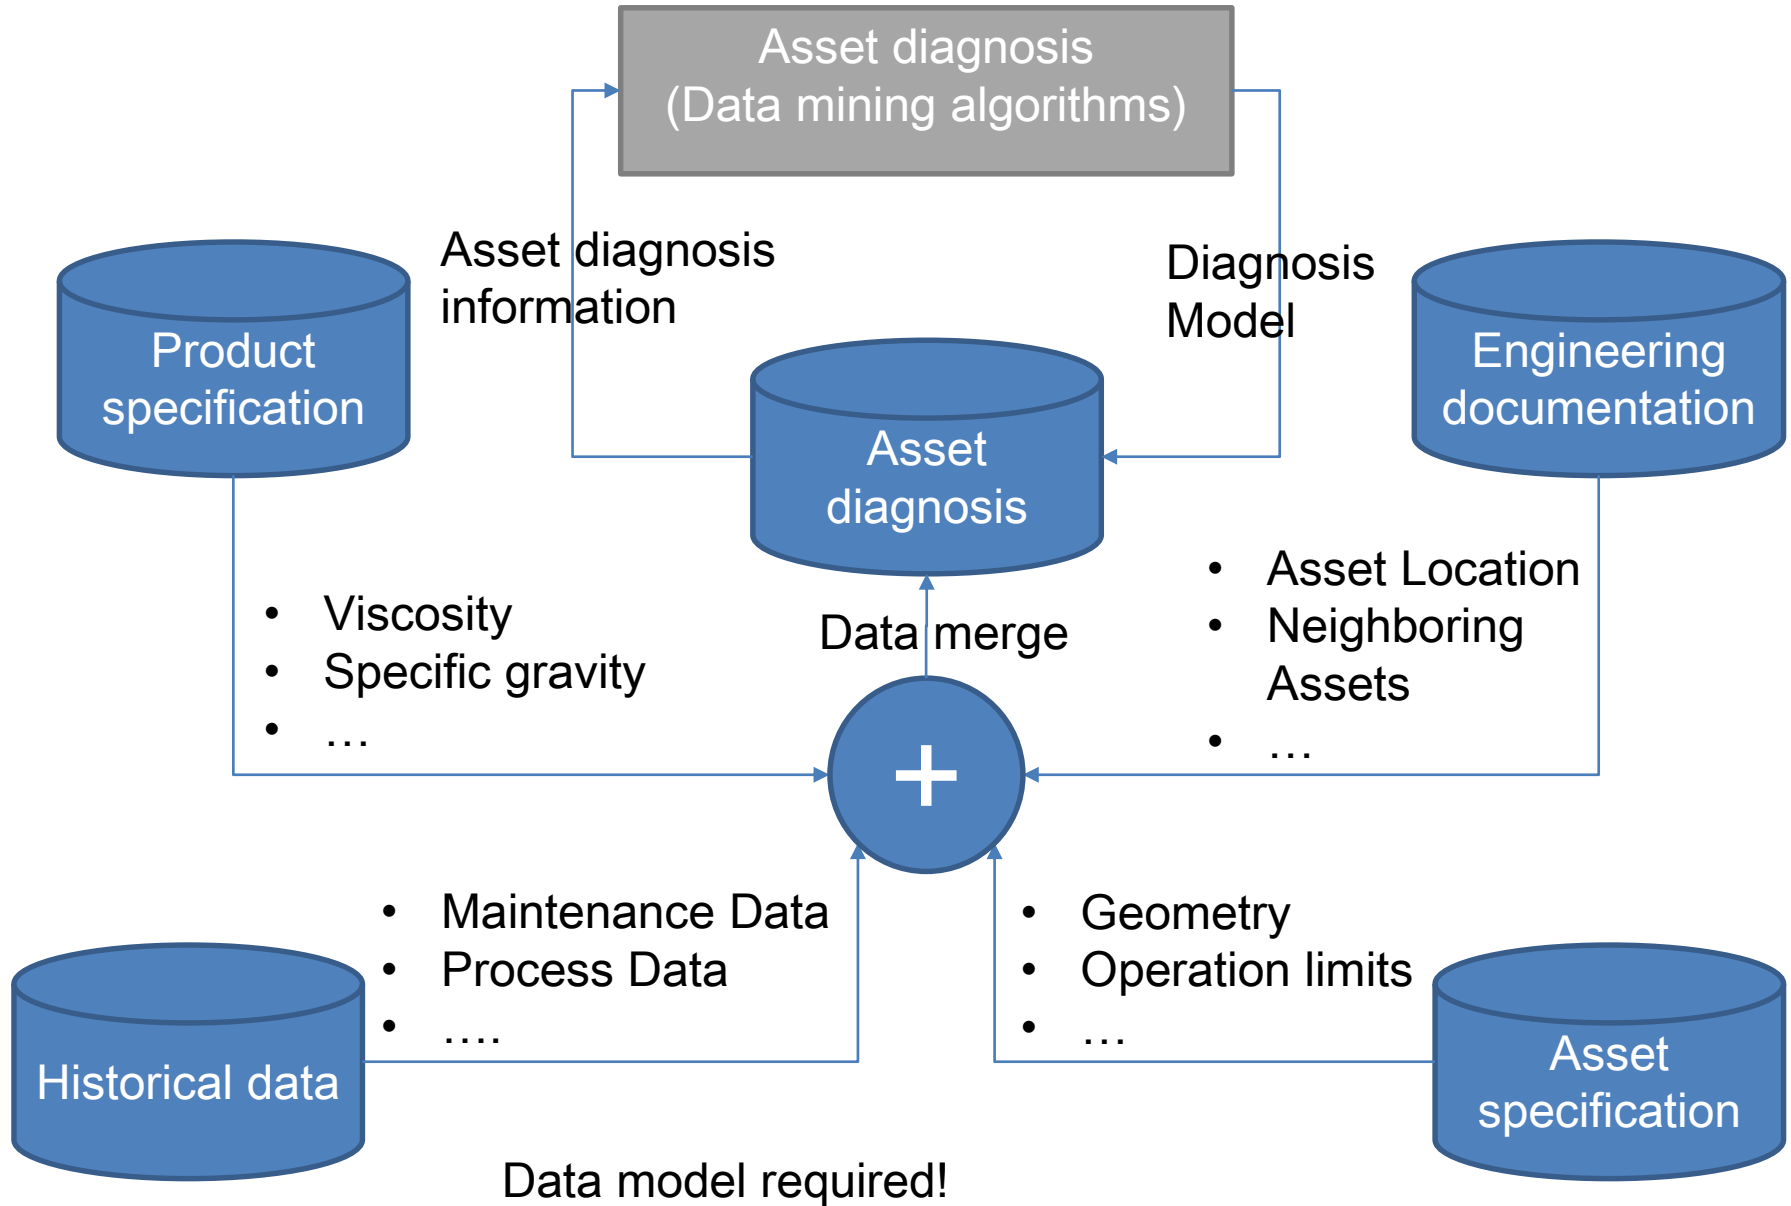 Asset diagnosis
(Data mining algorithms)
Asset diagnosis
information
Diagnosis
Model
Product
specification
Asset
diagnosis
Engineering
documentation
• Viscosity
• Specific gravity
• …
Data merge
• Asset Location
• Neighboring
Assets
• …
+
• Maintenance Data
• Process Data
• ….
• Geometry
• Operation limits
• …
Historical data
Asset
specification
Data model required!